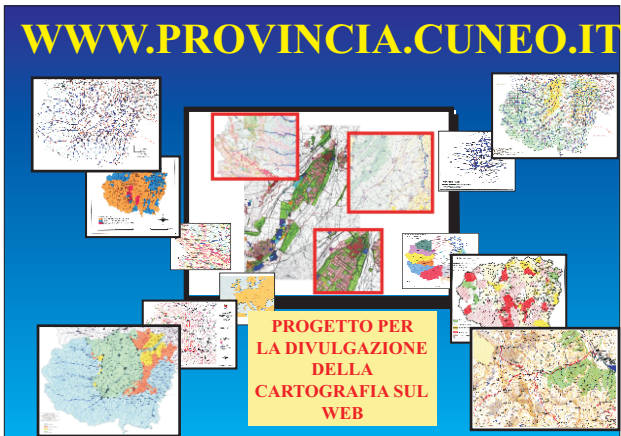 WWW.PROVINCIA.CUNEO.IT
PROGETTO PER
LA DIVULGAZIONE
DELLA
CARTOGRAFIA SUL
WEB